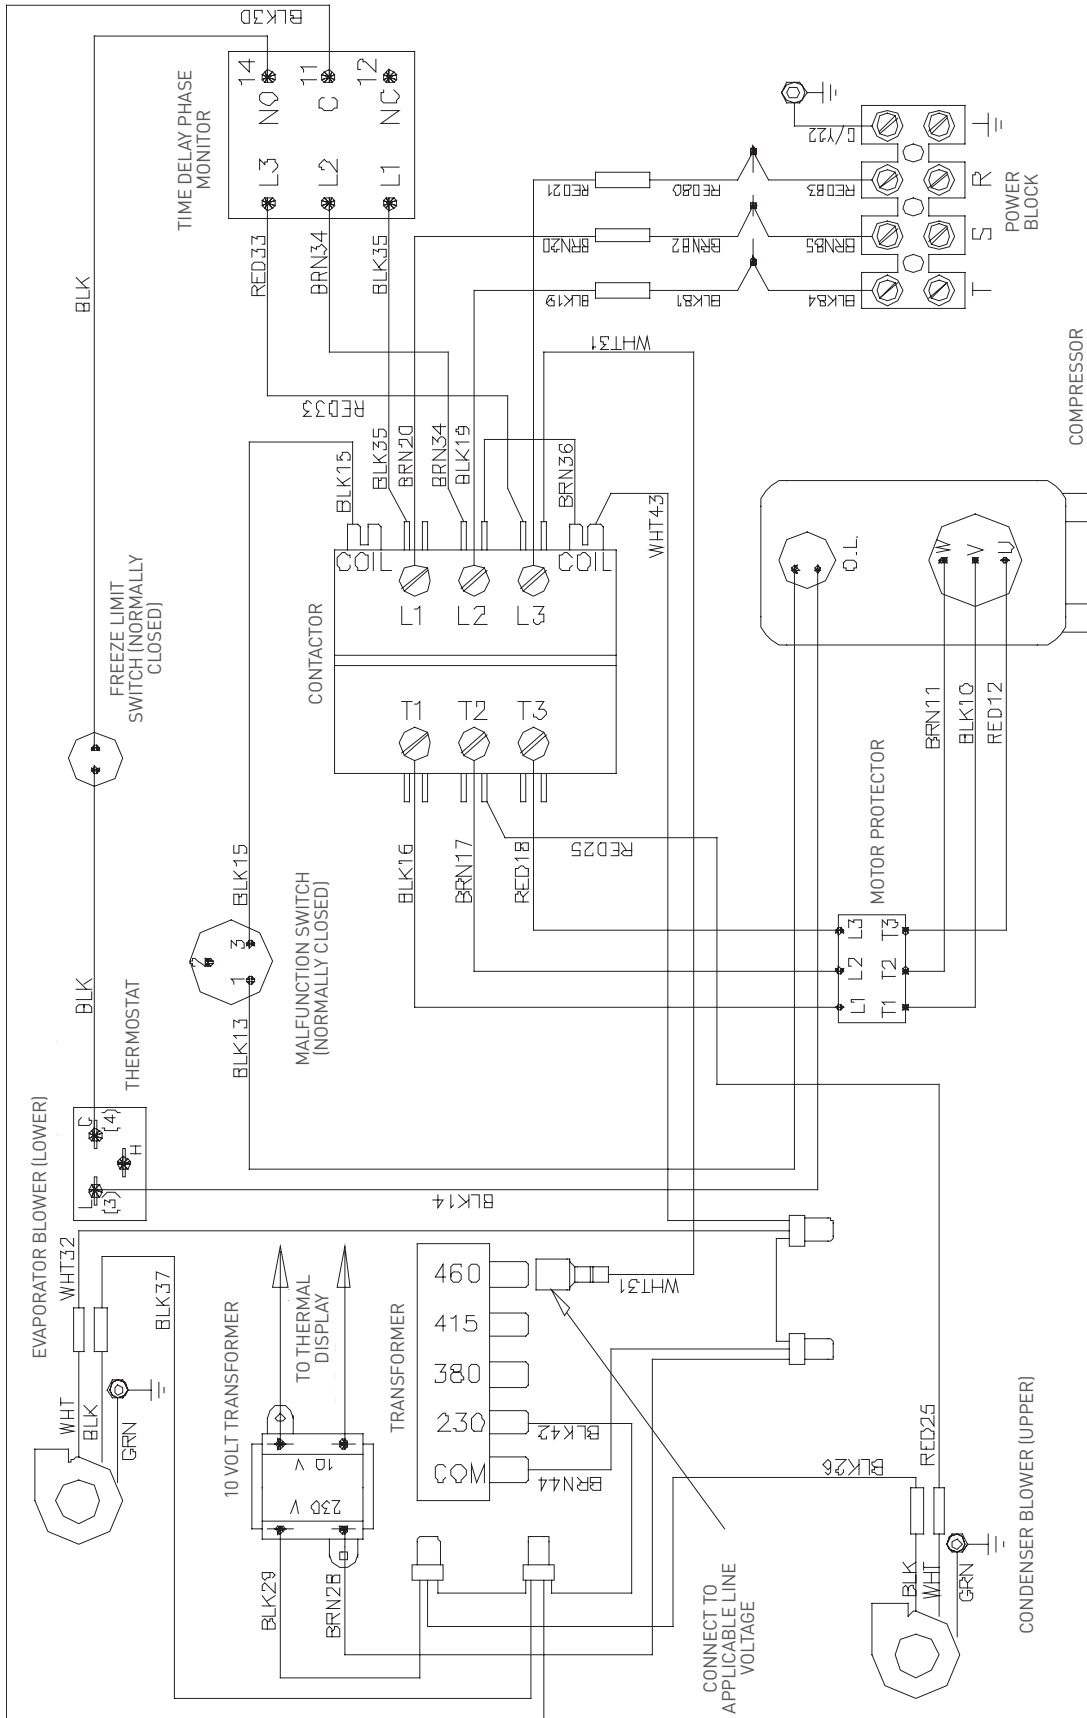 EVAPORATOR BLOWER (LOWER)
WHT
BLK
GRN
WHT32
BLK37
THERMOSTAT
L
(3)
C
(4)
H
BLK
FREEZE LIMIT
SWITCH (NORMALLY
CLOSED)
BLK
BLK30
TIME DELAY PHASE
MONITOR
L3
L2
L1
NO
C
NC
14
11
12
RED33
BRN34
BLK35
10 VOLT TRANSFORMER
230 V
10 V
BLK29
BRN28
TO THERMAL
DISPLAY
BLK14
BLK13
1
2
3
BLK15
MALFUNCTION SWITCH
(NORMALLY CLOSED)
BLK15
RED33
BLK35
BRN20
BRN34
BLK19
BRN36
WHT43
WHT31
CONTACTOR
COIL
COIL
T1
T2
T3
L1
L2
L3
BLK16
BRN17
RED18
RED25
TRANSFORMER
COM
230
380
415
460
BRN44
BLK42
WHT31
CONNECT TO
APPLICABLE LINE
VOLTAGE
BLK19
BRN20
RED21
BLK81
BRN82
RED80
BLK84
BRN85
RED83
G/Y22
T
S
R
POWER
BLOCK
MOTOR PROTECTOR
L1
L2
L3
T1
T2
T3
BRN11
BLK10
RED12
O.L.
W
V
U
COMPRESSOR
BLK26
RED25
BLK
WHT
GRN
CONDENSER BLOWER (UPPER)